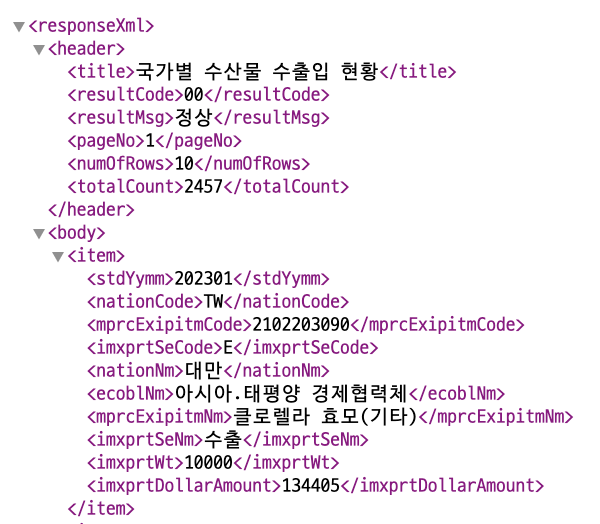 <responseXml>
<header>
<title>국가별 수산물 수출입 현황</title>
<resultCode>00</resultCode>
<resultMsg>정상</resultMsg>
<pageNo>1</pageNo>
<numOfRows>10</numOfRows>
<totalCount>2457</totalCount>
</header>
<body>
<item>
<stdYymm>202301</stdYymm>
<nationCode>TW</nationCode>
<mprcExipitmCode>2102203090</mprcExipitmCode>
<imxprtSeCode>E</imxprtSeCode>
<nationNm>대만</nationNm>
<ecoblNm>아시아.태평양 경제협력체</ecoblNm>
<mprcExipitmNm>클로렐라 효모(기타)</mprcExipitmNm>
<imxprtSeNm>수출</imxprtSeNm>
<imxprtWt>10000</imxprtWt>
<imxprtDollarAmount>134405</imxprtDollarAmount>
</item>